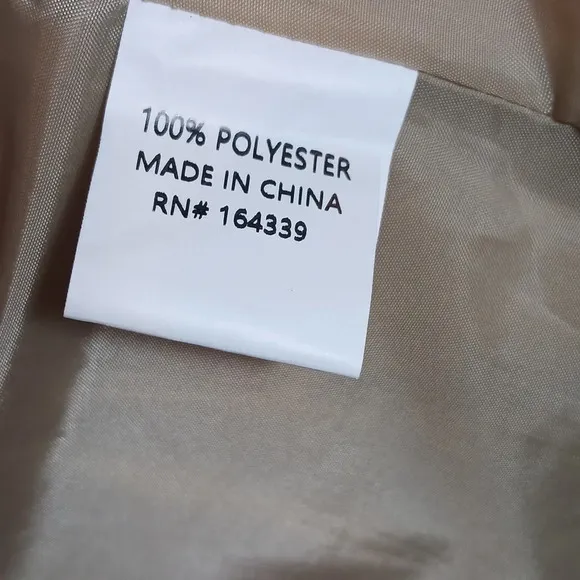 100% POLYESTER
MADE IN CHINA
RN# 164339